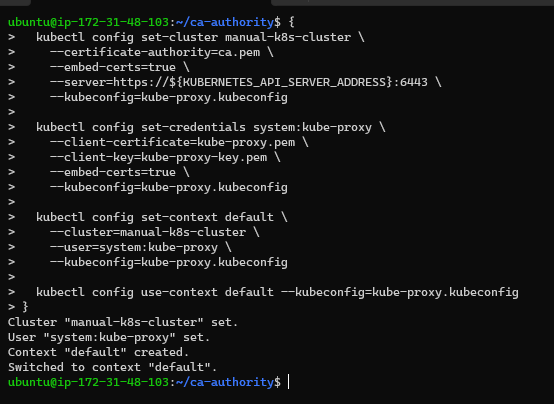 ubuntu@ip-172-31-48-103:~/ca-authority$ {
>   kubectl config set-cluster manual-k8s-cluster \
>     --certificate-authority=ca.pem \
>     --embed-certs=true \
>     --server=https://${KUBERNETES_API_SERVER_ADDRESS}:6443 \
>     --kubeconfig=kube-proxy.kubeconfig
>
>   kubectl config set-credentials system:kube-proxy \
>     --client-certificate=kube-proxy.pem \
>     --client-key=kube-proxy-key.pem \
>     --embed-certs=true \
>     --kubeconfig=kube-proxy.kubeconfig
>
>   kubectl config set-context default \
>     --cluster=manual-k8s-cluster \
>     --user=system:kube-proxy \
>     --kubeconfig=kube-proxy.kubeconfig
>
>   kubectl config use-context default --kubeconfig=kube-proxy.kubeconfig
> }
Cluster "manual-k8s-cluster" set.
User "system:kube-proxy" set.
Context "default" created.
Switched to context "default".
ubuntu@ip-172-31-48-103:~/ca-authority$